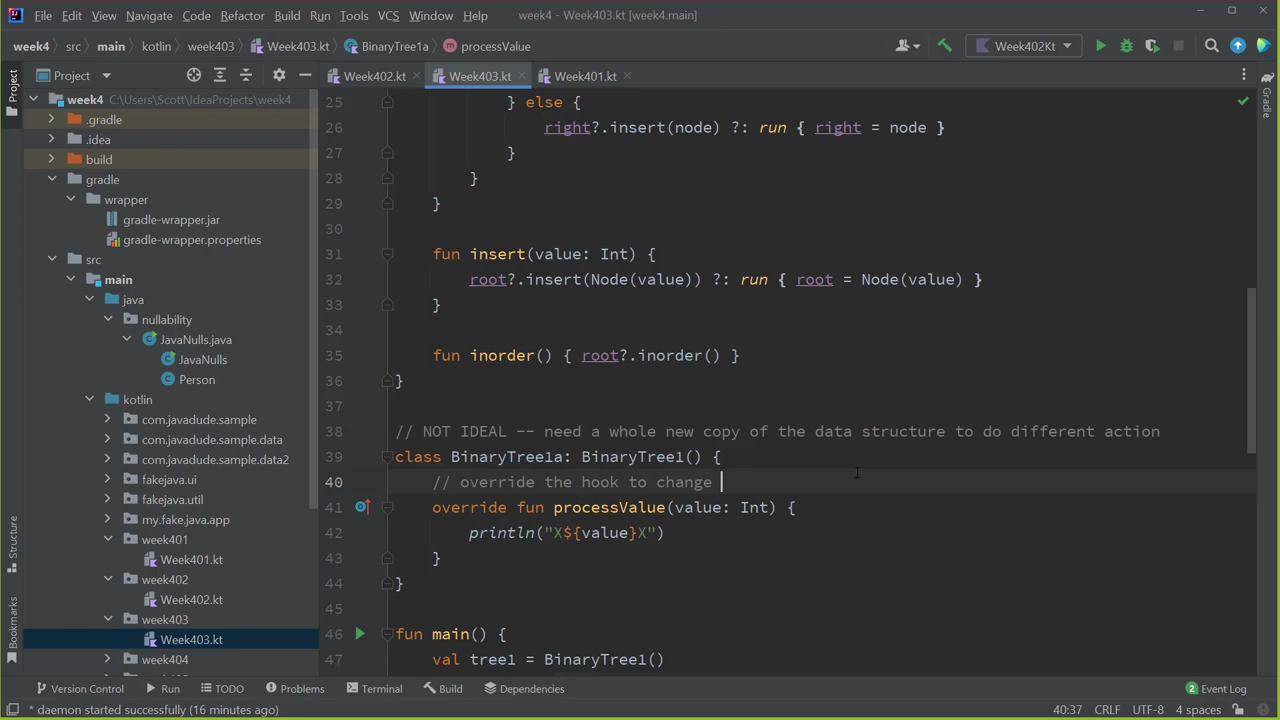 File Edit View Navigate Code Refactor Build Run Tools VCS Window Help week4 - Week403.kt [week4.main]
week4 src main kotlin week403 Week403.kt BinaryTree1a processValue Week402Kt
Project Week402.kt Week403.kt Week401.kt
Project
Gradle
Structure
Bookmarks
week4 C:\Users\Scott\IdeaProjects\week4
.gradle
.idea
build
gradle
wrapper
gradle-wrapper.jar
gradle-wrapper.properties
src
main
java
nullability
JavaNulls.java
JavaNulls
Person
kotlin
com.javadude.sample
com.javadude.sample.data
com.javadude.sample.data2
fakejava.ui
fakejava.util
my.fake.java.app
week401
Week401.kt
week402
Week402.kt
week403
Week403.kt
week404
25 } else {
26 right?.insert(node) ?: run { right = node }
27 }
28 }
29 }
30
31 fun insert(value: Int) {
32 root?.insert(Node(value)) ?: run { root = Node(value) }
33 }
34
35 fun inorder() { root?.inorder() }
36 }
37
38 // NOT IDEAL -- need a whole new copy of the data structure to do different action
39 class BinaryTree1a: BinaryTree1() {
40 // override the hook to change
41 override fun processValue(value: Int) {
42 println("X${value}X")
43 }
44 }
45
46 fun main() {
47 val tree1 = BinaryTree1()
Version Control Run TODO Problems Terminal Build Dependencies 2 Event Log
* daemon started successfully (16 minutes ago) 40:37 CRLF UTF-8 4 spaces